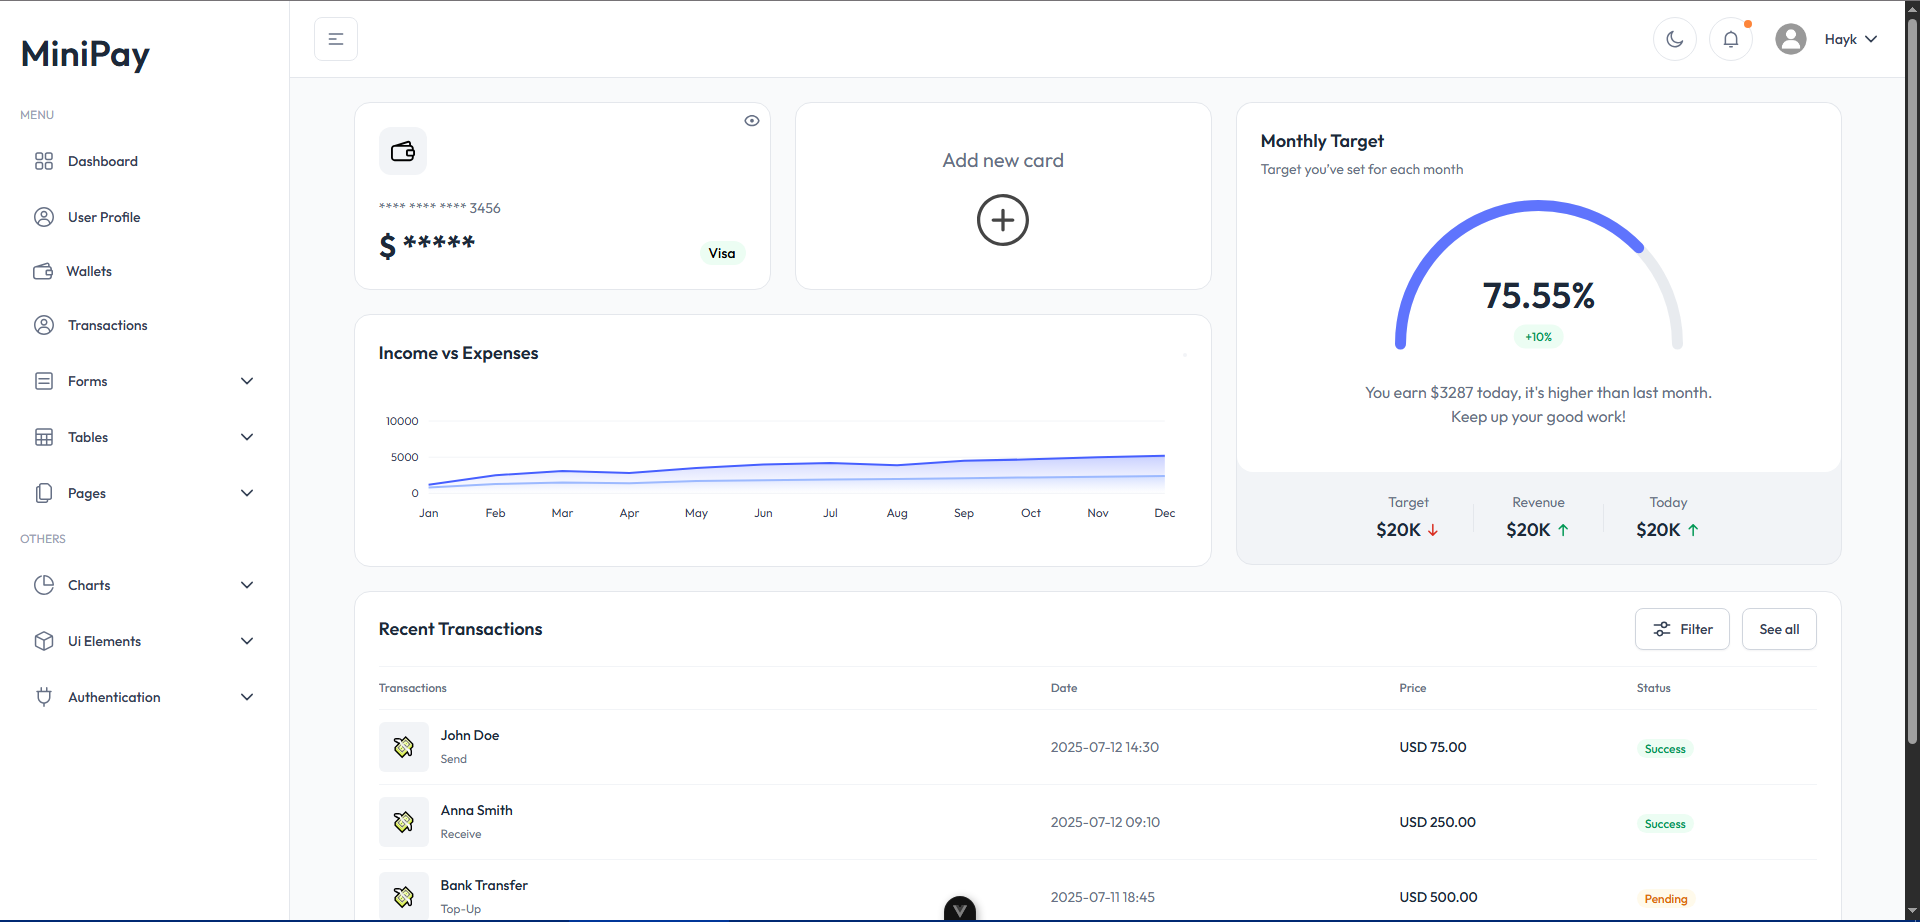 MiniPay
MENU
Dashboard
User Profile
Wallets
Transactions
Forms
Tables
Pages
OTHERS
Charts
Ui Elements
Authentication
Hayk
**** **** **** 3456
$ *****
Visa
Add new card
Monthly Target
Target you've set for each month
75.55%
+10%
You earn $3287 today, it's higher than last month.
Keep up your good work!
Target
$20K
Revenue
$20K
Today
$20K
Income vs Expenses
10000
5000
0
Jan Feb Mar Apr May Jun Jul Aug Sep Oct Nov Dec
Recent Transactions
Filter
See all
Transactions Date Price Status
John Doe
Send
2025-07-12 14:30
USD 75.00
Success
Anna Smith
Receive
2025-07-12 09:10
USD 250.00
Success
Bank Transfer
Top-Up
2025-07-11 18:45
USD 500.00
Pending